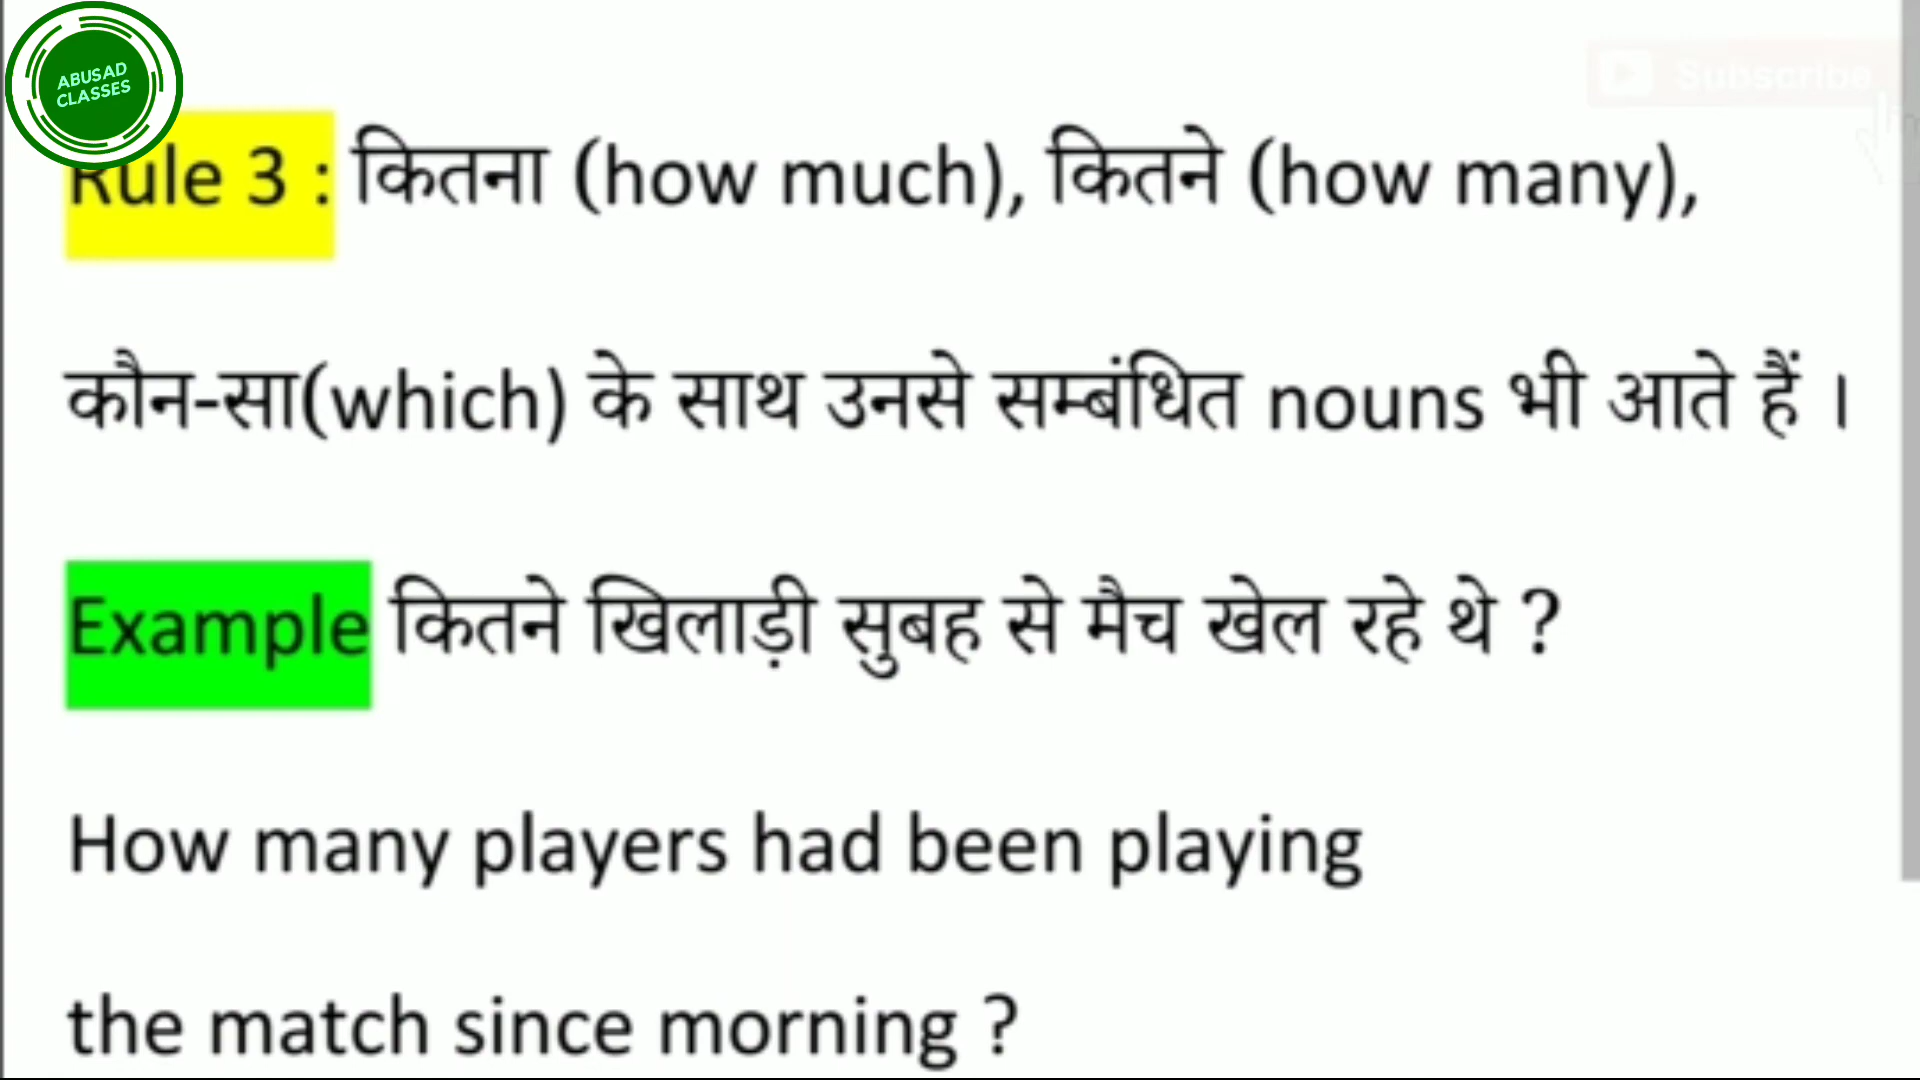 ABUSAD
CLASSES
Subscribe
Rule 3 : कितना (how much), कितने (how many),
कौन-सा(which) के साथ उनसे सम्बंधित nouns भी आते हैं ।
Example कितने खिलाड़ी सुबह से मैच खेल रहे थे ?
How many players had been playing
the match since morning ?